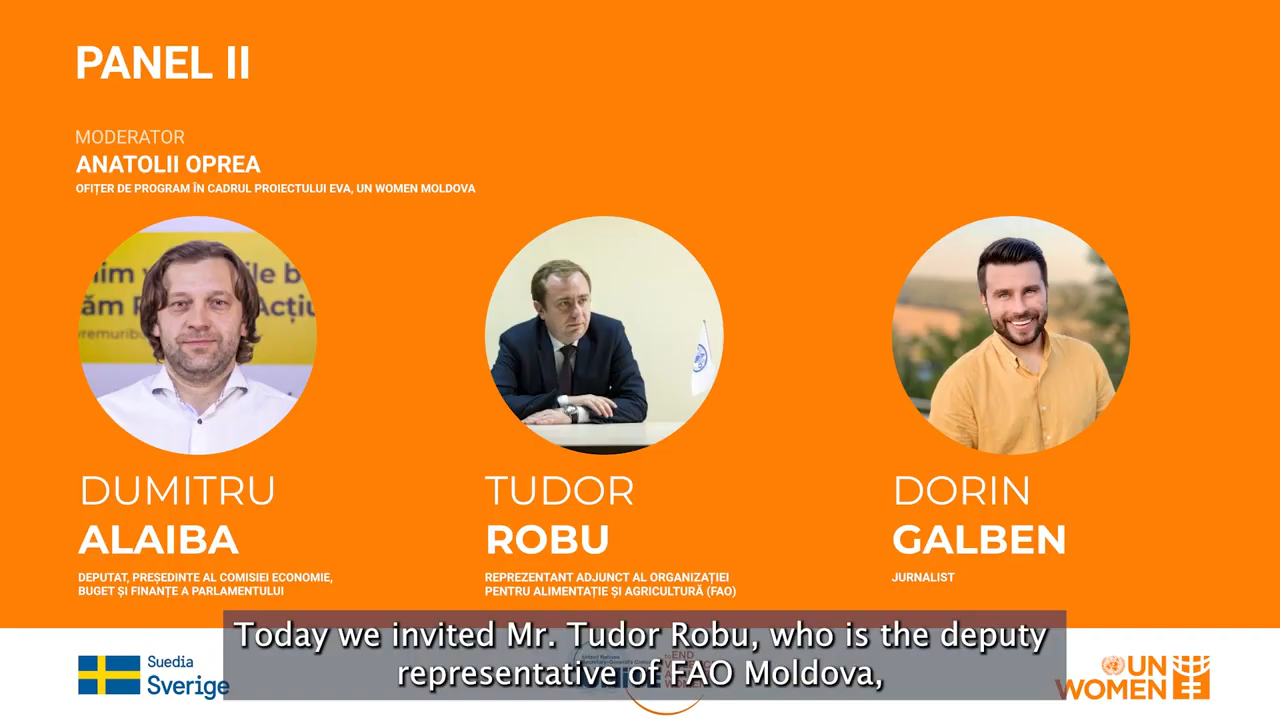 PANEL II
MODERATOR
ANATOLII OPREA
OFIȚER DE PROGRAM ÎN CADRUL PROIECTULUI EVA, UN WOMEN MOLDOVA
DUMITRU
ALAIBA
DEPUTAT, PREȘEDINTE AL COMISIEI ECONOMIE,
BUGET ȘI FINANȚE A PARLAMENTULUI
TUDOR
ROBU
REPREZENTANT ADJUNCT AL ORGANIZAȚIEI
PENTRU ALIMENTAȚIE ȘI AGRICULTURĂ (FAO)
DORIN
GALBEN
JURNALIST
Today we invited Mr. Tudor Robu, who is the deputy
representative of FAO Moldova,
Suedia
Sverige
UN
WOMEN